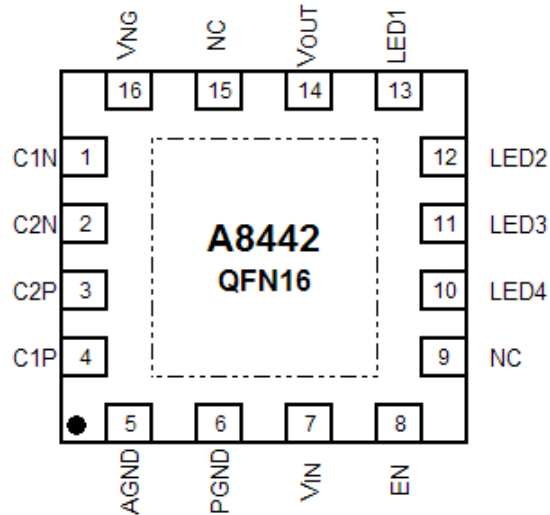 VNG NC VOUT LED1
16 15 14 13
C1N 1 12 LED2
C2N 2 11 LED3
A8442
QFN16
C2P 3 10 LED4
C1P 4 9 NC
5 6 7 8
AGND PGND VIN EN